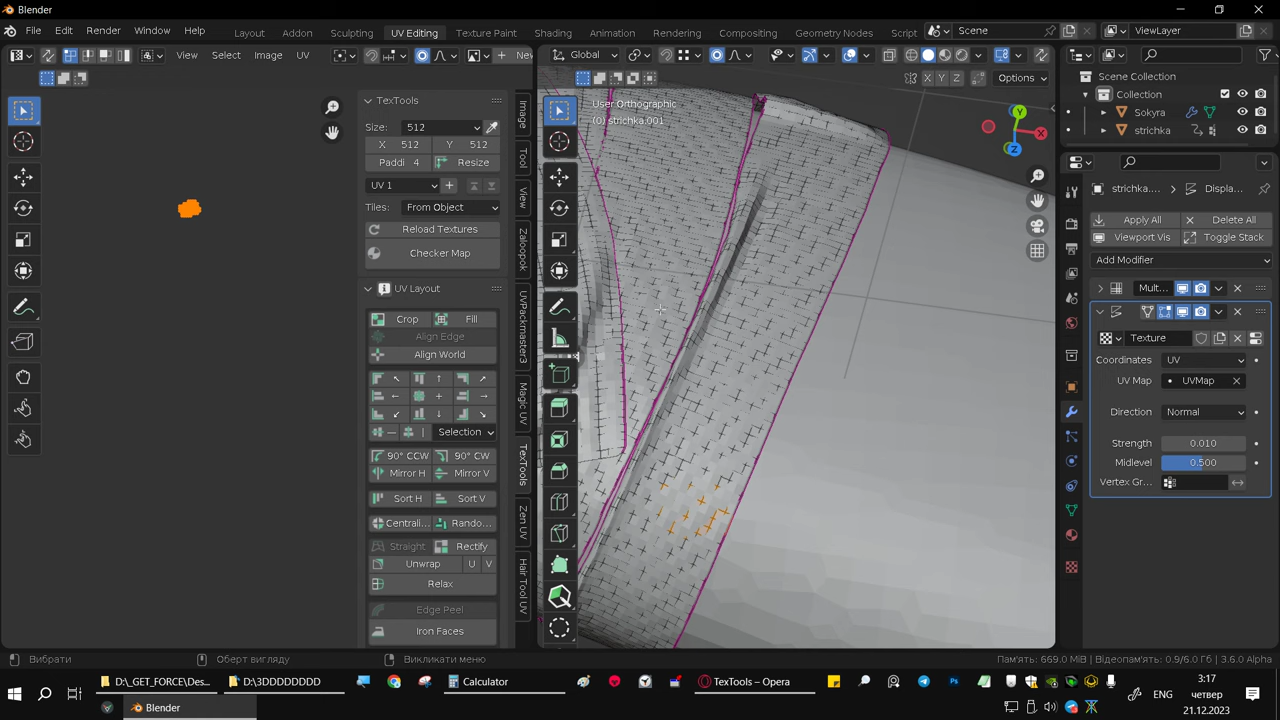 Blender
File Edit Render Window Help
Layout Addon Sculpting UV Editing Texture Paint Shading Animation Rendering Compositing Geometry Nodes Scripting
Scene
ViewLayer
View Select Image UV
New
Global
Options
TexTools
Size: 512
X 512 Y 512
Paddi 4 Resize
UV 1
Tiles: From Object
Reload Textures
Checker Map
UV Layout
Crop Fill
Align Edge
Align World
Selection
90° CCW 90° CW
Mirror H Mirror V
Sort H Sort V
Centrali... Rando...
Straight Rectify
Unwrap U V
Relax
Edge Peel
Iron Faces
Image
Tool
View
Zaloopok
UVPackmaster3
Magic UV
TexTools
Zen UV
Hair Tool UV
User Orthographic
(0) strichka.001
Y
X
Z
Scene Collection
Collection
Sokyra
strichka
strichka.... Displa...
Apply All Delete All
Viewport Vis Toggle Stack
Add Modifier
Mult...
Texture
Coordinates UV
UV Map UVMap
Direction Normal
Strength 0.010
Midlevel 0.500
Vertex Gr...
Вибрати Оберт вигляду Викликати меню Пам'ять: 669.0 MiB | Відеопам'ять: 0.9/6.0 Гі | 3.6.0 Alpha
D:\_GET_FORCE\Des... D:\3DDDDDDDD Calculator TexTools – Opera
Blender
ENG
3:17
четвер
21.12.2023